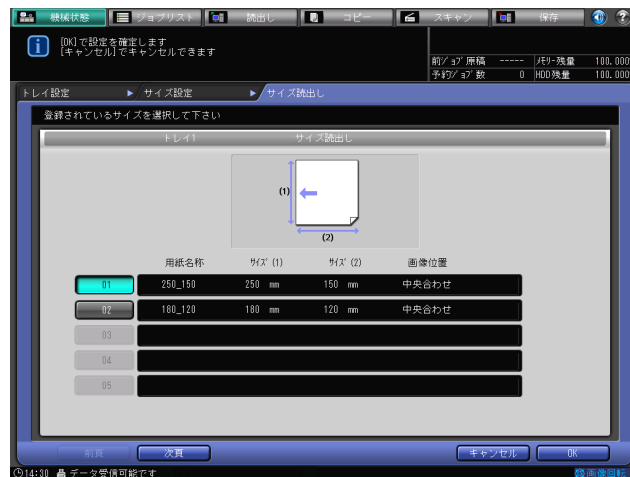 機械状態 ジョブリスト 読出し コピー スキャン 保存
[OK]で設定を確定します
[キャンセル]でキャンセルできます
前ｼﾞｮﾌﾞ原稿 ----- ﾒﾓﾘｰ残量 100.000
予約ｼﾞｮﾌﾞ数 0 HDD残量 100.000
トレイ設定 サイズ設定 サイズ読出し
登録されているサイズを選択して下さい
トレイ1 サイズ読出し
(1)
(2)
用紙名称 ｻｲｽﾞ(1) ｻｲｽﾞ(2) 画像位置
01 250_150 250 mm 150 mm 中央合わせ
02 180_120 180 mm 120 mm 中央合わせ
03
04
05
前頁 次頁 キャンセル OK
14:30 データ受信可能です 画像回転